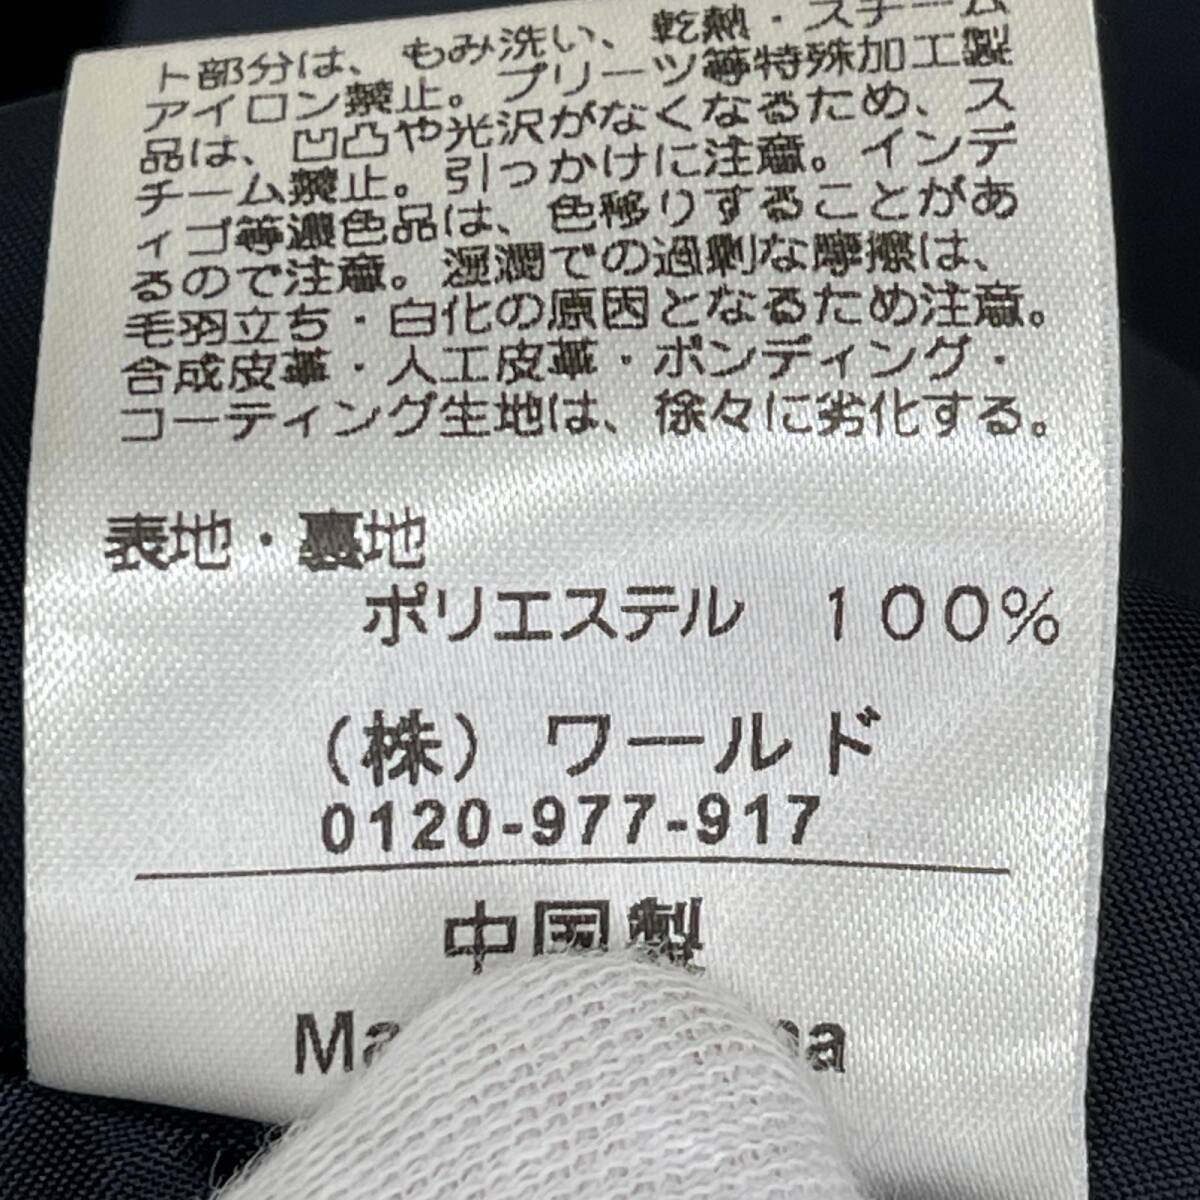 ト部分は、もみ洗い、乾熱・スチーム
アイロン禁止。プリーツ等特殊加工製
品は、凹凸や光沢がなくなるため、ス
チーム禁止。引っかけに注意。インデ
ィゴ等濃色品は、色移りすることがあ
るので注意。湿潤での過剰な摩擦は、
毛羽立ち・白化の原因となるため注意。
合成皮革・人工皮革・ボンディング・
コーティング生地は、徐々に劣化する。
表地・裏地
ポリエステル 100%
(株) ワールド
0120-977-917
中国製